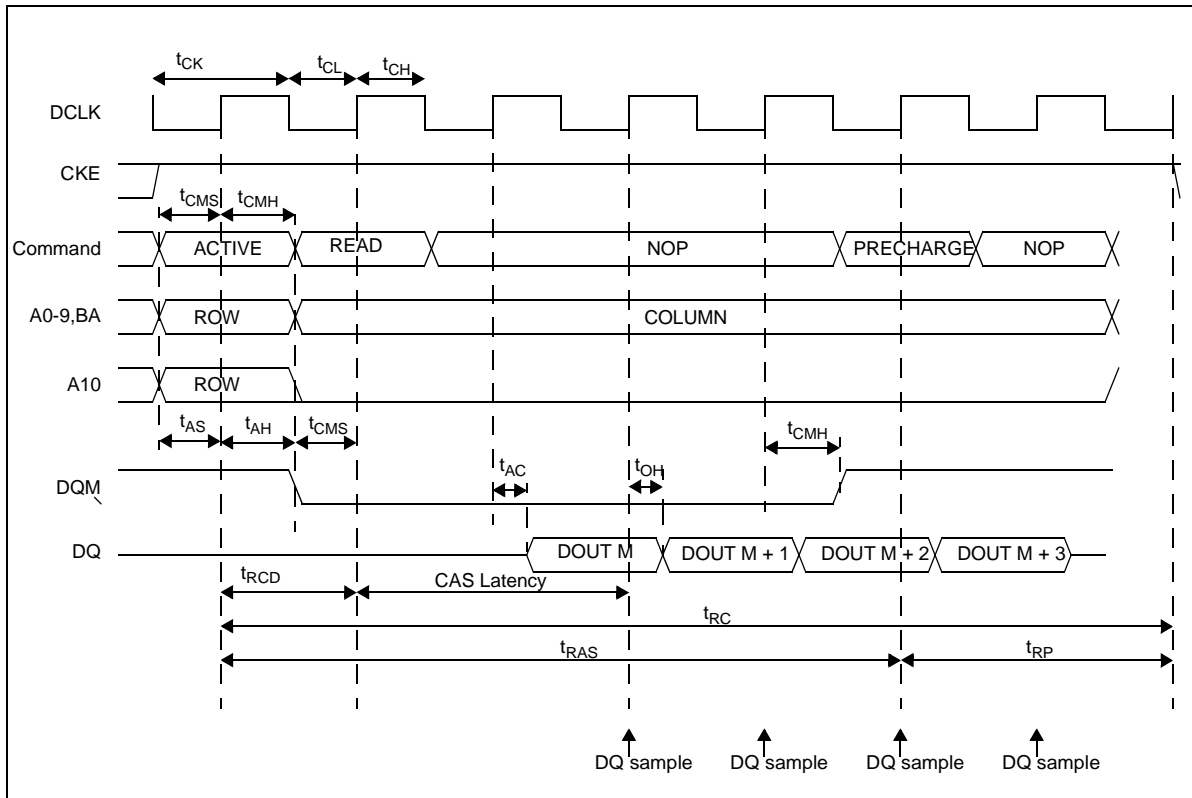 tCK tCL tCH
DCLK
CKE
tCMS tCMH
Command ACTIVE READ NOP PRECHARGE NOP
A0-9,BA ROW COLUMN
A10 ROW
tAS tAH tCMS tCMH
tAC tOH
DQM
DQ DOUT M DOUT M + 1 DOUT M + 2 DOUT M + 3
tRCD CAS Latency
tRC
tRAS tRP
DQ sample DQ sample DQ sample DQ sample